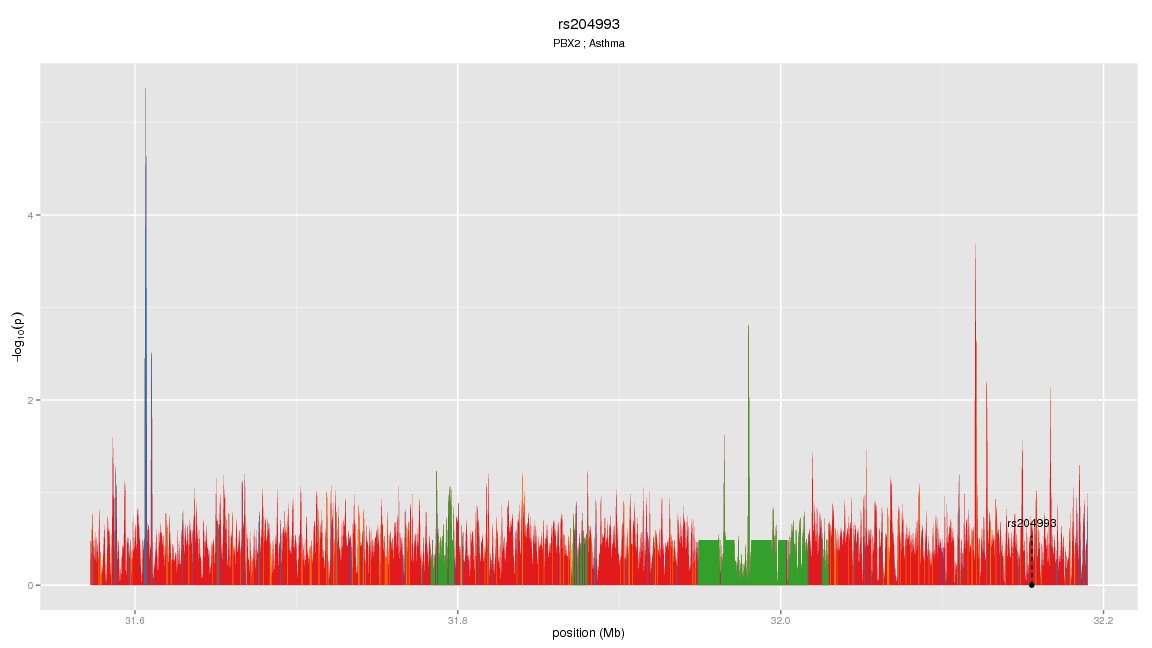 rs204993
PBX2 ; Asthma
−log10(p)
4
2
0
rs204993
31.6
31.8
32.0
32.2
position (Mb)